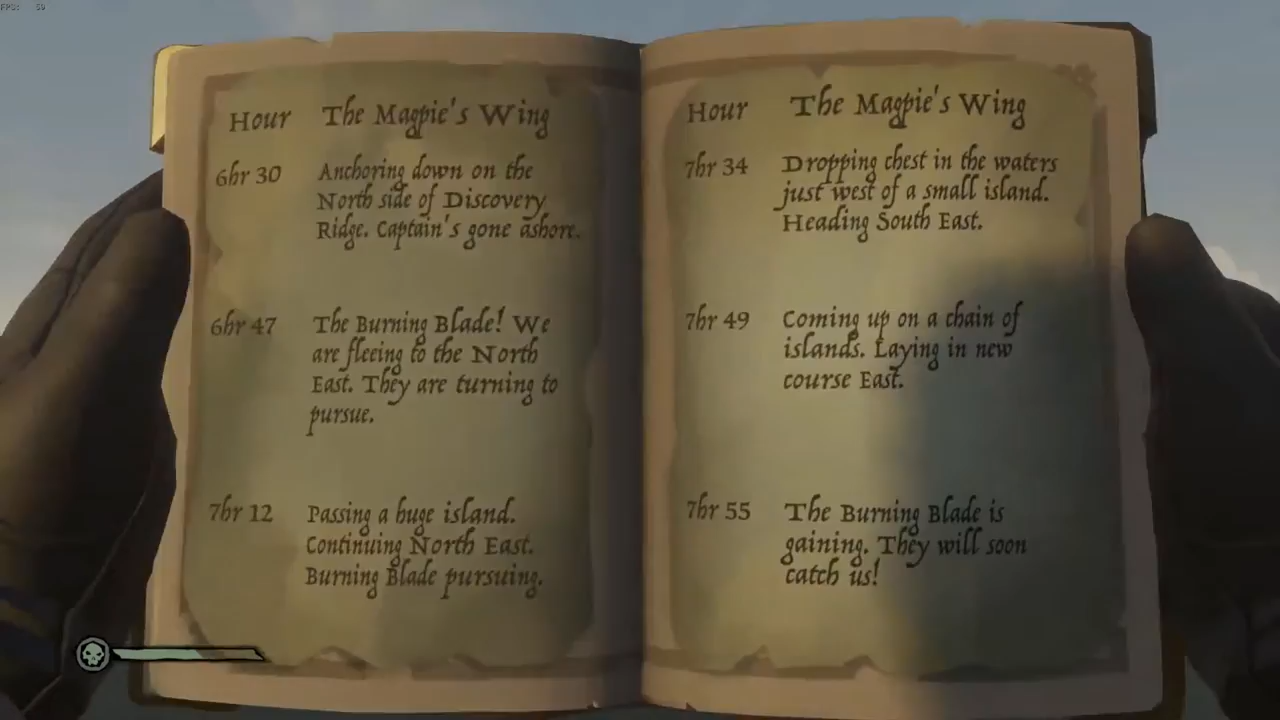 FPS: 59
Hour The Magpie's Wing
6hr 30 Anchoring down on the
North side of Discovery
Ridge. Captain's gone ashore.
6hr 47 The Burning Blade! We
are fleeing to the North
East. They are turning to
pursue.
7hr 12 Passing a huge island.
Continuing North East.
Burning Blade pursuing.
Hour The Magpie's Wing
7hr 34 Dropping chest in the waters
just west of a small island.
Heading South East.
7hr 49 Coming up on a chain of
islands. Laying in new
course East.
7hr 55 The Burning Blade is
gaining. They will soon
catch us!